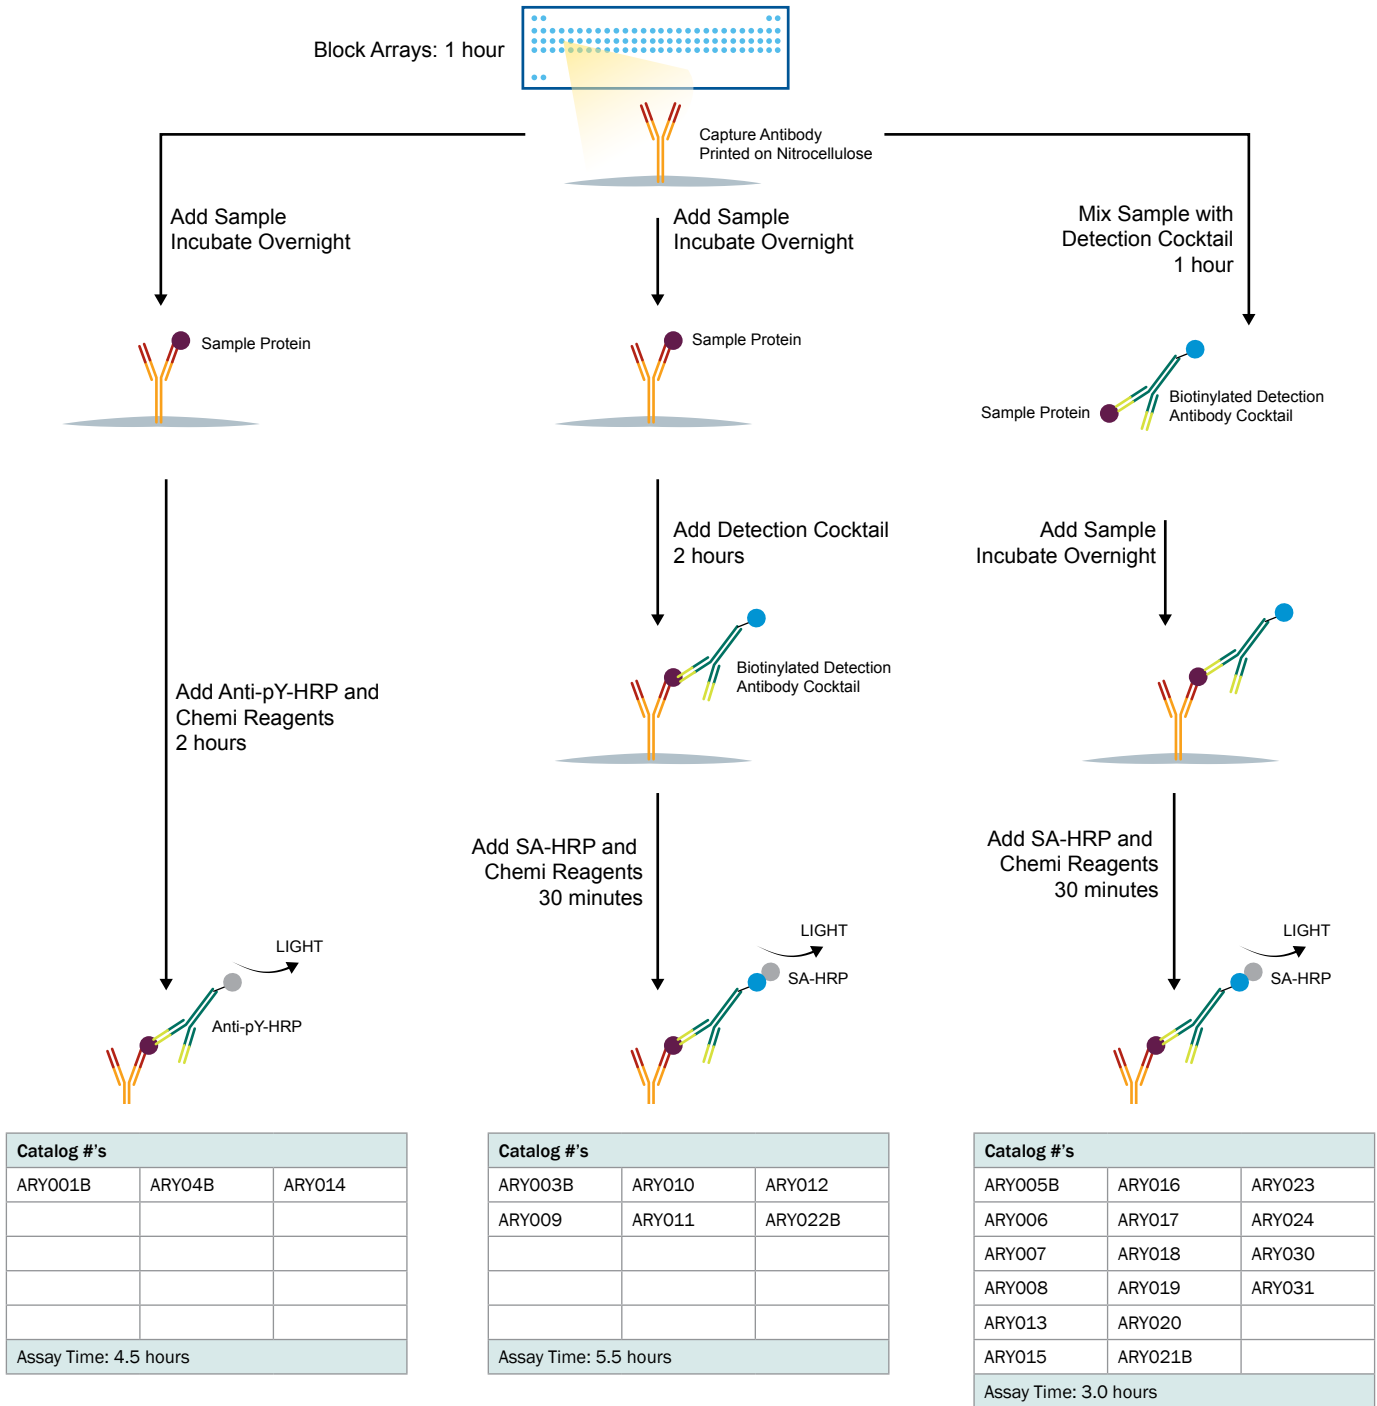 Block Arrays: 1 hour
Capture Antibody
Printed on Nitrocellulose
Add Sample
Incubate Overnight
Sample Protein
Add Anti-pY-HRP and
Chemi Reagents
2 hours
LIGHT
Anti-pY-HRP
Catalog #'s
ARY001B ARY04B ARY014
Assay Time: 4.5 hours
Add Sample
Incubate Overnight
Sample Protein
Add Detection Cocktail
2 hours
Biotinylated Detection
Antibody Cocktail
Add SA-HRP and
Chemi Reagents
30 minutes
LIGHT
SA-HRP
Catalog #'s
ARY003B ARY010 ARY012
ARY009 ARY011 ARY022B
Assay Time: 5.5 hours
Mix Sample with
Detection Cocktail
1 hour
Sample Protein
Biotinylated Detection
Antibody Cocktail
Add Sample
Incubate Overnight
Add SA-HRP and
Chemi Reagents
30 minutes
LIGHT
SA-HRP
Catalog #'s
ARY005B ARY016 ARY023
ARY006 ARY017 ARY024
ARY007 ARY018 ARY030
ARY008 ARY019 ARY031
ARY013 ARY020
ARY015 ARY021B
Assay Time: 3.0 hours